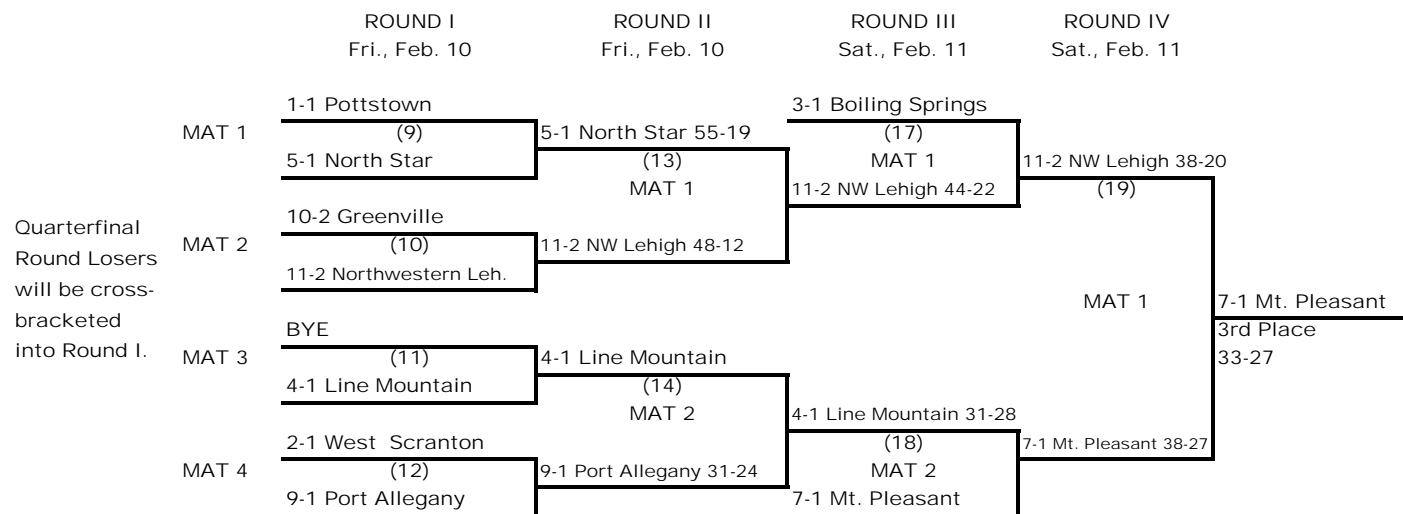 ROUND I ROUND II ROUND III ROUND IV
Fri., Feb. 10 Fri., Feb. 10 Sat., Feb. 11 Sat., Feb. 11
1-1 Pottstown 3-1 Boiling Springs
MAT 1 (9) 5-1 North Star 55-19 (17)
5-1 North Star (13) MAT 1 11-2 NW Lehigh 38-20
MAT 1 11-2 NW Lehigh 44-22 (19)
10-2 Greenville
Quarterfinal
MAT 2 (10) 11-2 NW Lehigh 48-12
Round Losers
11-2 Northwestern Leh.
will be cross-
MAT 1 7-1 Mt. Pleasant
bracketed
BYE 3rd Place
into Round I.
MAT 3 (11) 4-1 Line Mountain 33-27
4-1 Line Mountain (14)
MAT 2 4-1 Line Mountain 31-28
2-1 West Scranton (18) 7-1 Mt. Pleasant 38-27
MAT 4 (12) 9-1 Port Allegany 31-24 MAT 2
9-1 Port Allegany 7-1 Mt. Pleasant